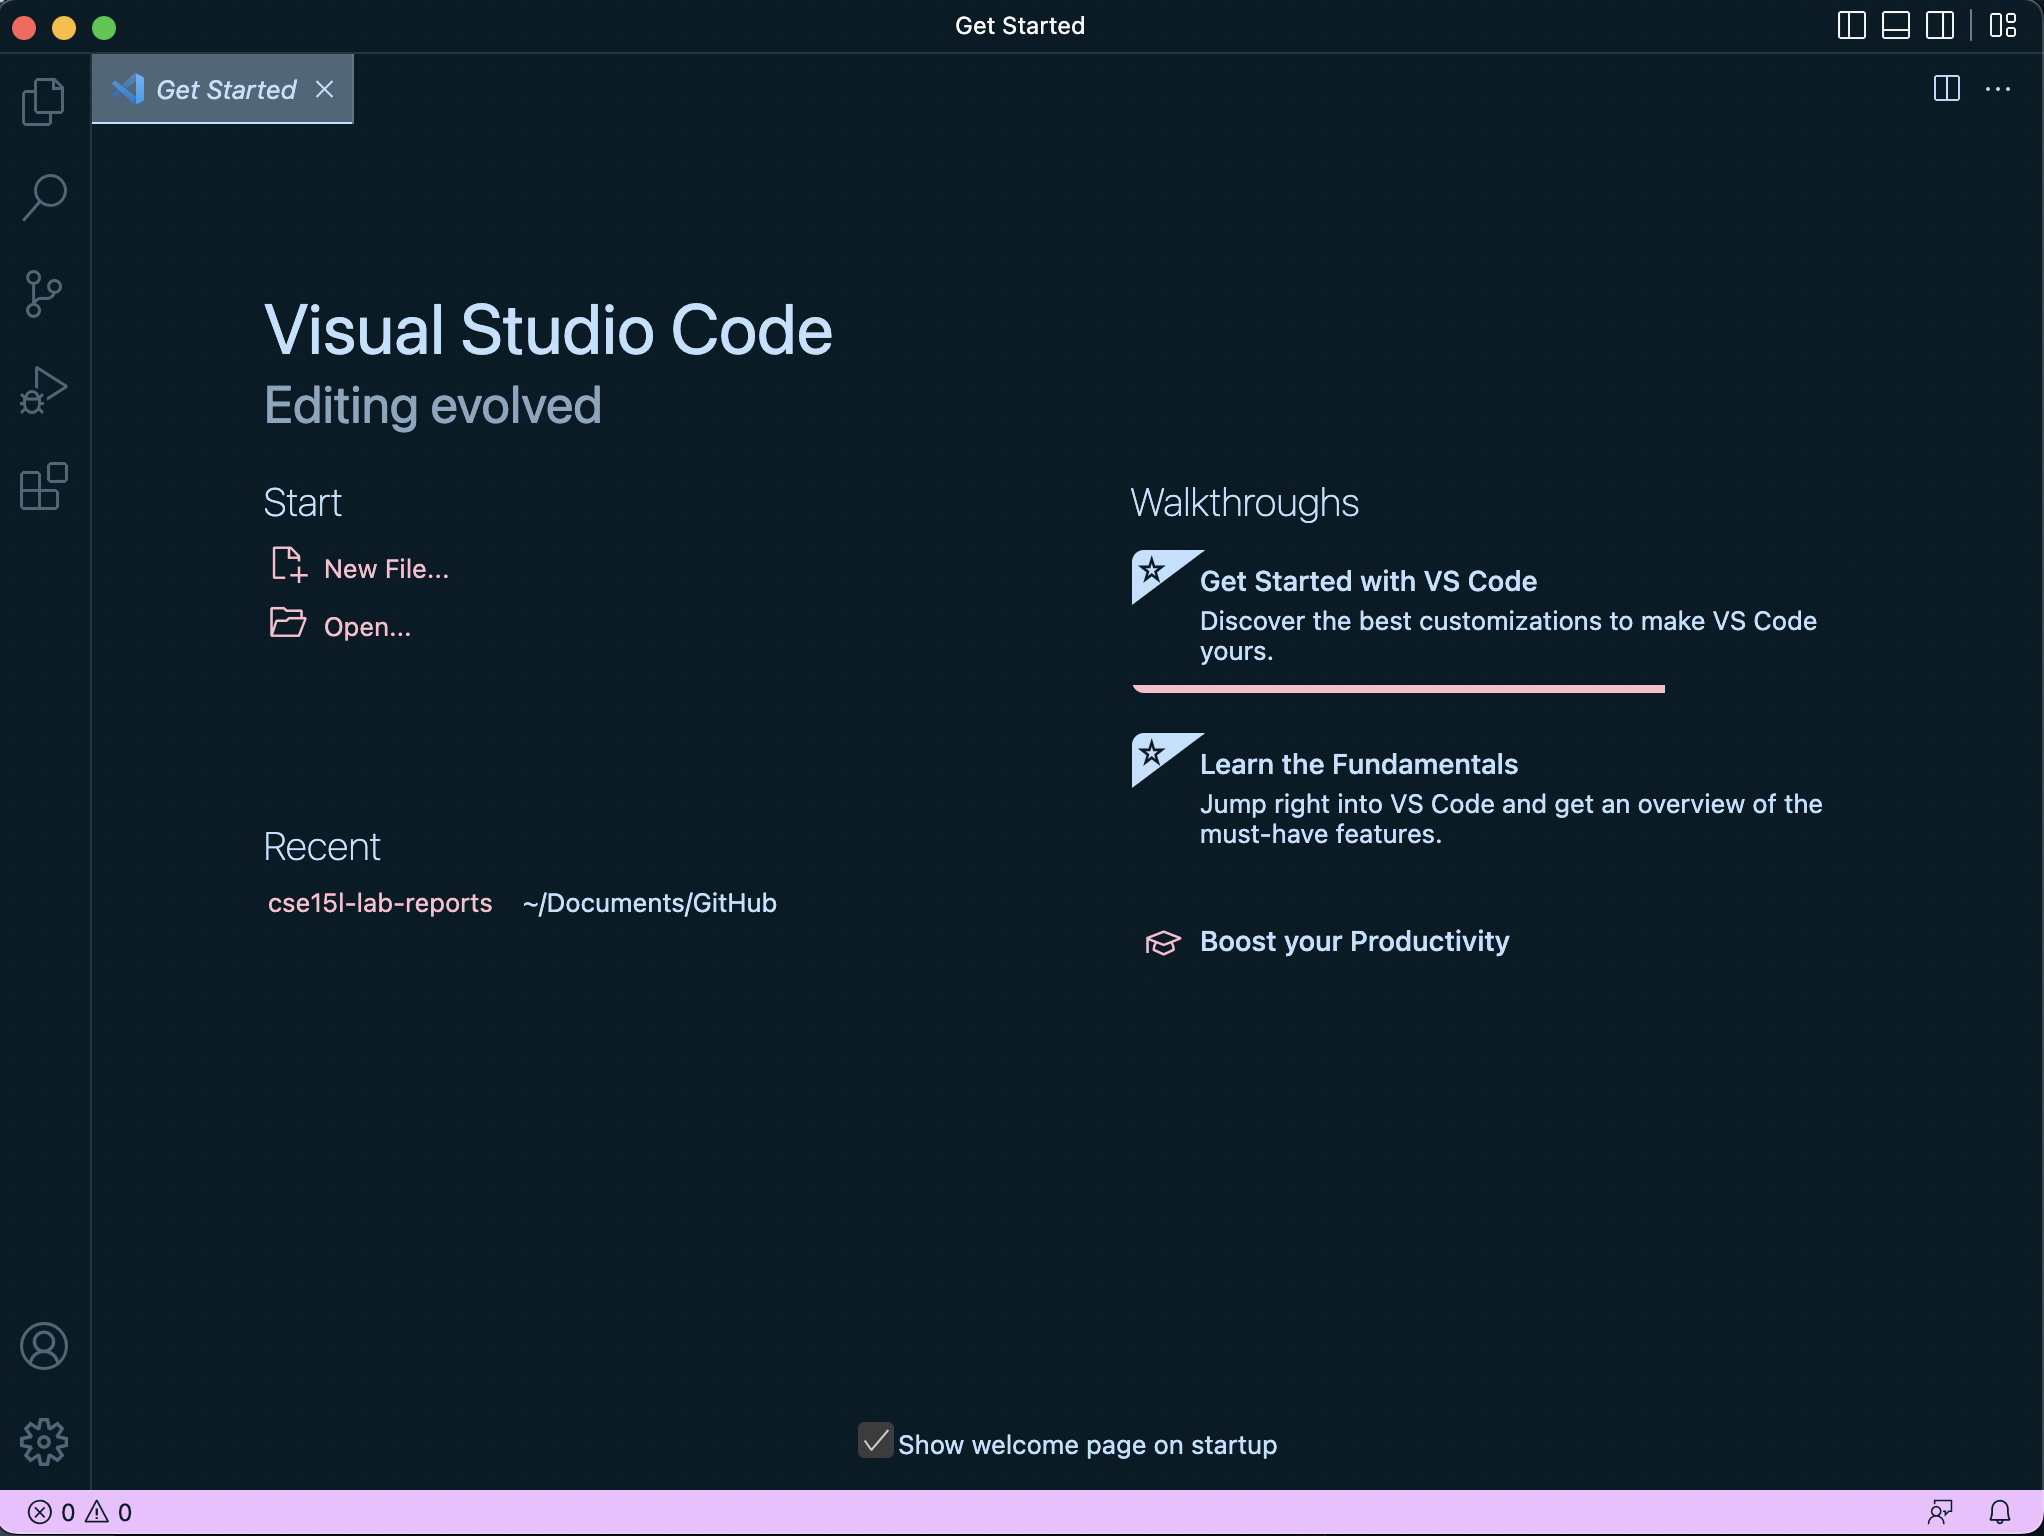 Get Started
Get Started
Visual Studio Code
Editing evolved
Start
New File...
Open...
Recent
cse15l-lab-reports ~/Documents/GitHub
Walkthroughs
Get Started with VS Code
Discover the best customizations to make VS Code
yours.
Learn the Fundamentals
Jump right into VS Code and get an overview of the
must-have features.
Boost your Productivity
Show welcome page on startup
0 0